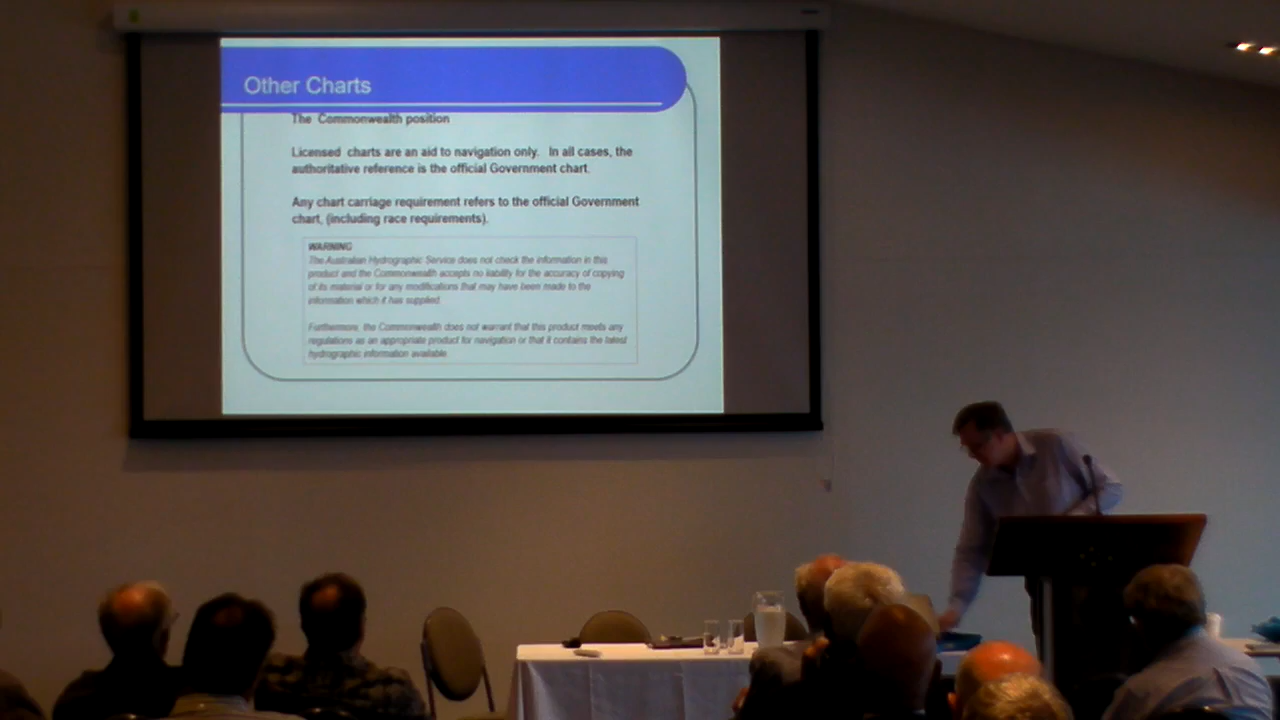 Other Charts
The Commonwealth position
Licensed charts are an aid to navigation only. In all cases, the
authoritative reference is the official Government chart.
Any chart carriage requirement refers to the official Government
chart, (including race requirements).
WARNING
The Australian Hydrographic Service does not check the information in this
product and the Commonwealth accepts no liability for the accuracy of copying
of its material or for any modifications that may have been made to the
information which it has supplied.
Furthermore, the Commonwealth does not warrant that this product meets any
regulations as an appropriate product for navigation or that it contains the latest
hydrographic information available